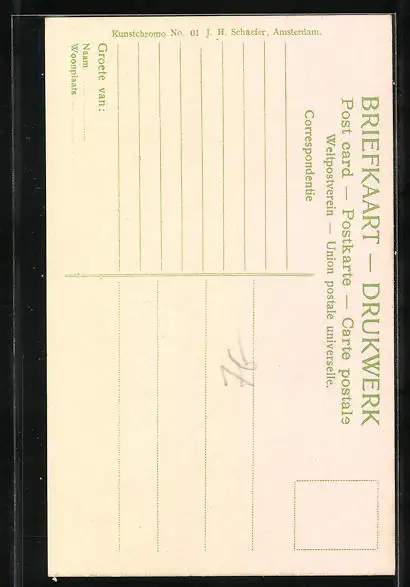 BRIEFKAART — DRUKWERK
Post card — Postkarte — Carte postale
Weltpostverein — Union postale universelle.
Correspondentie
Groete van:
Naam
Woonplaats
Kunstchromo No. 01 J. H. Schaefer, Amsterdam.